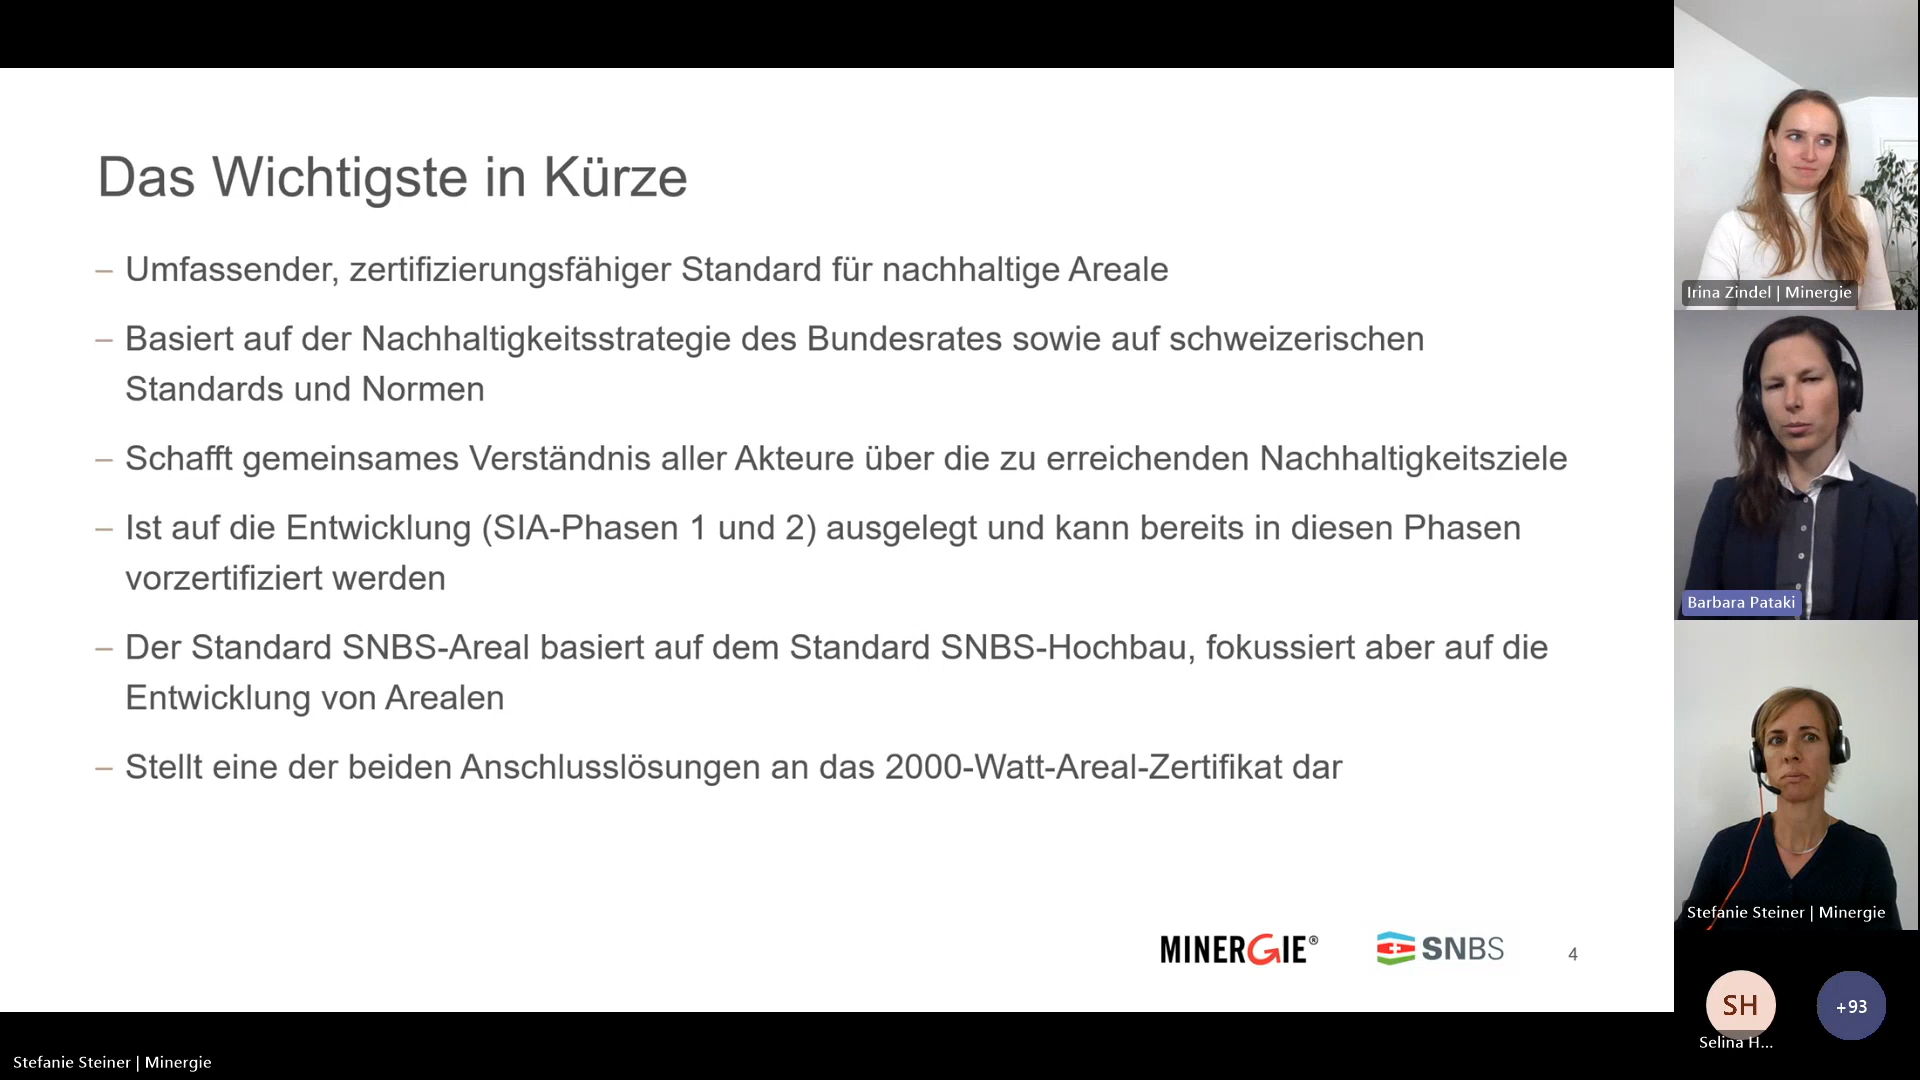 Das Wichtigste in Kürze
– Umfassender, zertifizierungsfähiger Standard für nachhaltige Areale
– Basiert auf der Nachhaltigkeitsstrategie des Bundesrates sowie auf schweizerischen
Standards und Normen
– Schafft gemeinsames Verständnis aller Akteure über die zu erreichenden Nachhaltigkeitsziele
– Ist auf die Entwicklung (SIA-Phasen 1 und 2) ausgelegt und kann bereits in diesen Phasen
vorzertifiziert werden
– Der Standard SNBS-Areal basiert auf dem Standard SNBS-Hochbau, fokussiert aber auf die
Entwicklung von Arealen
– Stellt eine der beiden Anschlusslösungen an das 2000-Watt-Areal-Zertifikat dar
MINERGIE® SNBS 4
Irina Zindel | Minergie
Barbara Pataki
Stefanie Steiner | Minergie
SH +93
Selina H...
Stefanie Steiner | Minergie